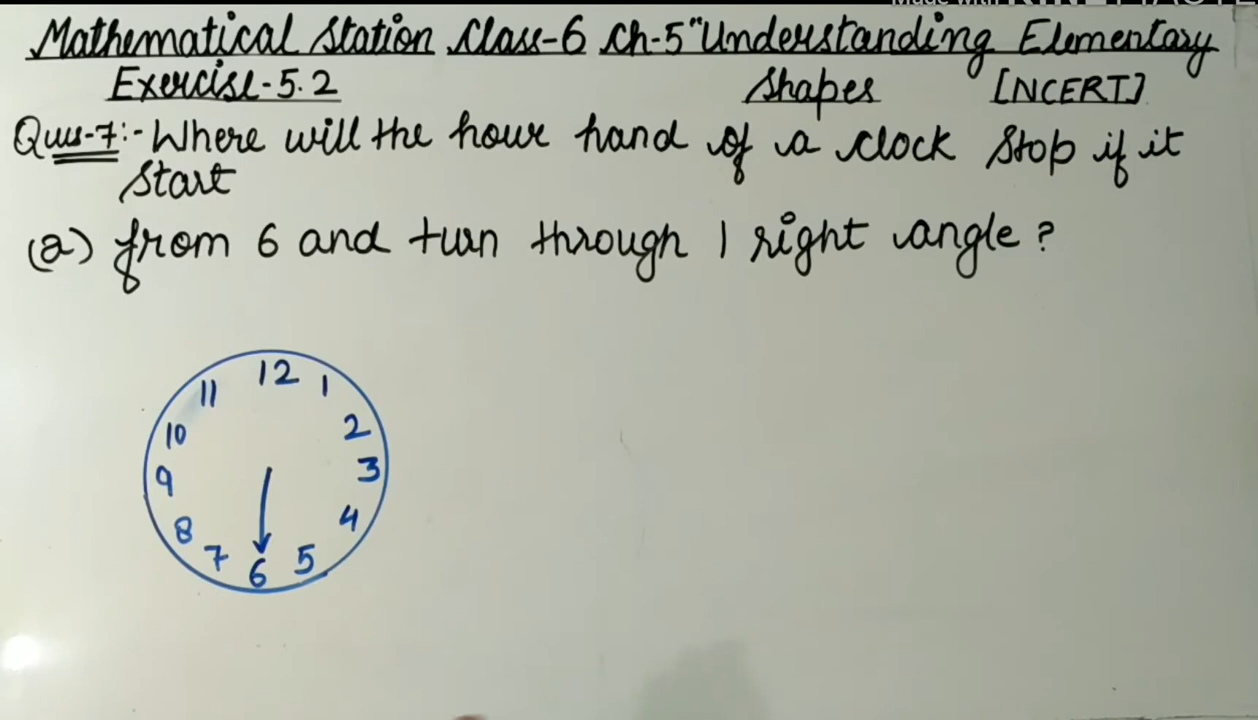 Mathematical Station Class-6 Ch-5 "Understanding Elementary
Exercise-5.2 Shapes [NCERT]
Ques-7:- Where will the hour hand of a clock stop if it
start
(a) from 6 and turn through 1 right angle?
12
11 1
10 2
9 3
8 4
7 5
6